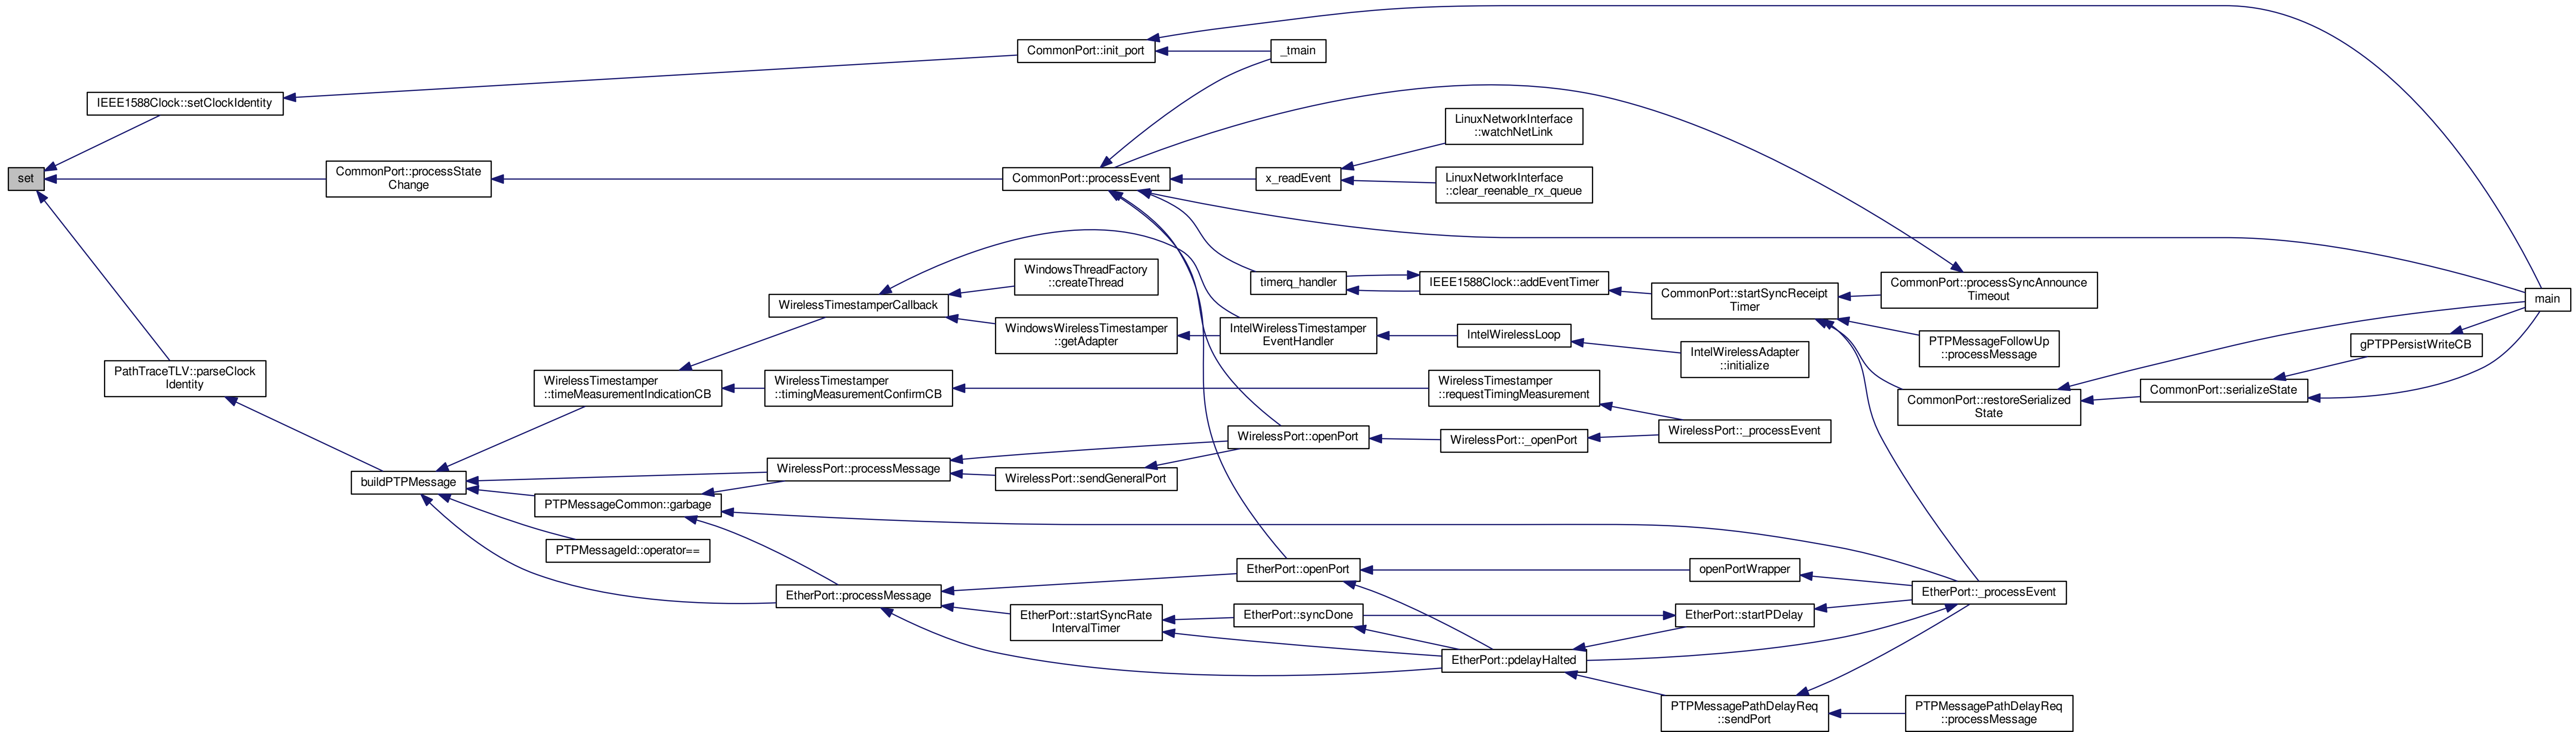 set
IEEE1588Clock::setClockIdentity
CommonPort::processState
Change
PathTraceTLV::parseClock
Identity
buildPTPMessage
WirelessTimestamper
::timeMeasurementIndicationCB
PTPMessageCommon::garbage
PTPMessageId::operator==
WirelessTimestamperCallback
WirelessTimestamper
::timingMeasurementConfirmCB
WirelessPort::processMessage
EtherPort::processMessage
CommonPort::init_port
CommonPort::processEvent
WindowsThreadFactory
::createThread
WindowsWirelessTimestamper
::getAdapter
WirelessPort::sendGeneralPort
EtherPort::startSyncRate
IntervalTimer
_tmain
x_readEvent
timerq_handler
IntelWirelessTimestamper
EventHandler
WirelessPort::openPort
EtherPort::openPort
EtherPort::syncDone
LinuxNetworkInterface
::watchNetLink
LinuxNetworkInterface
::clear_reenable_rx_queue
IEEE1588Clock::addEventTimer
IntelWirelessLoop
WirelessTimestamper
::requestTimingMeasurement
WirelessPort::_openPort
EtherPort::pdelayHalted
CommonPort::startSyncReceipt
Timer
IntelWirelessAdapter
::initialize
WirelessPort::_processEvent
openPortWrapper
EtherPort::startPDelay
PTPMessagePathDelayReq
::sendPort
CommonPort::processSyncAnnounce
Timeout
PTPMessageFollowUp
::processMessage
CommonPort::restoreSerialized
State
EtherPort::_processEvent
PTPMessagePathDelayReq
::processMessage
CommonPort::serializeState
gPTPPersistWriteCB
main